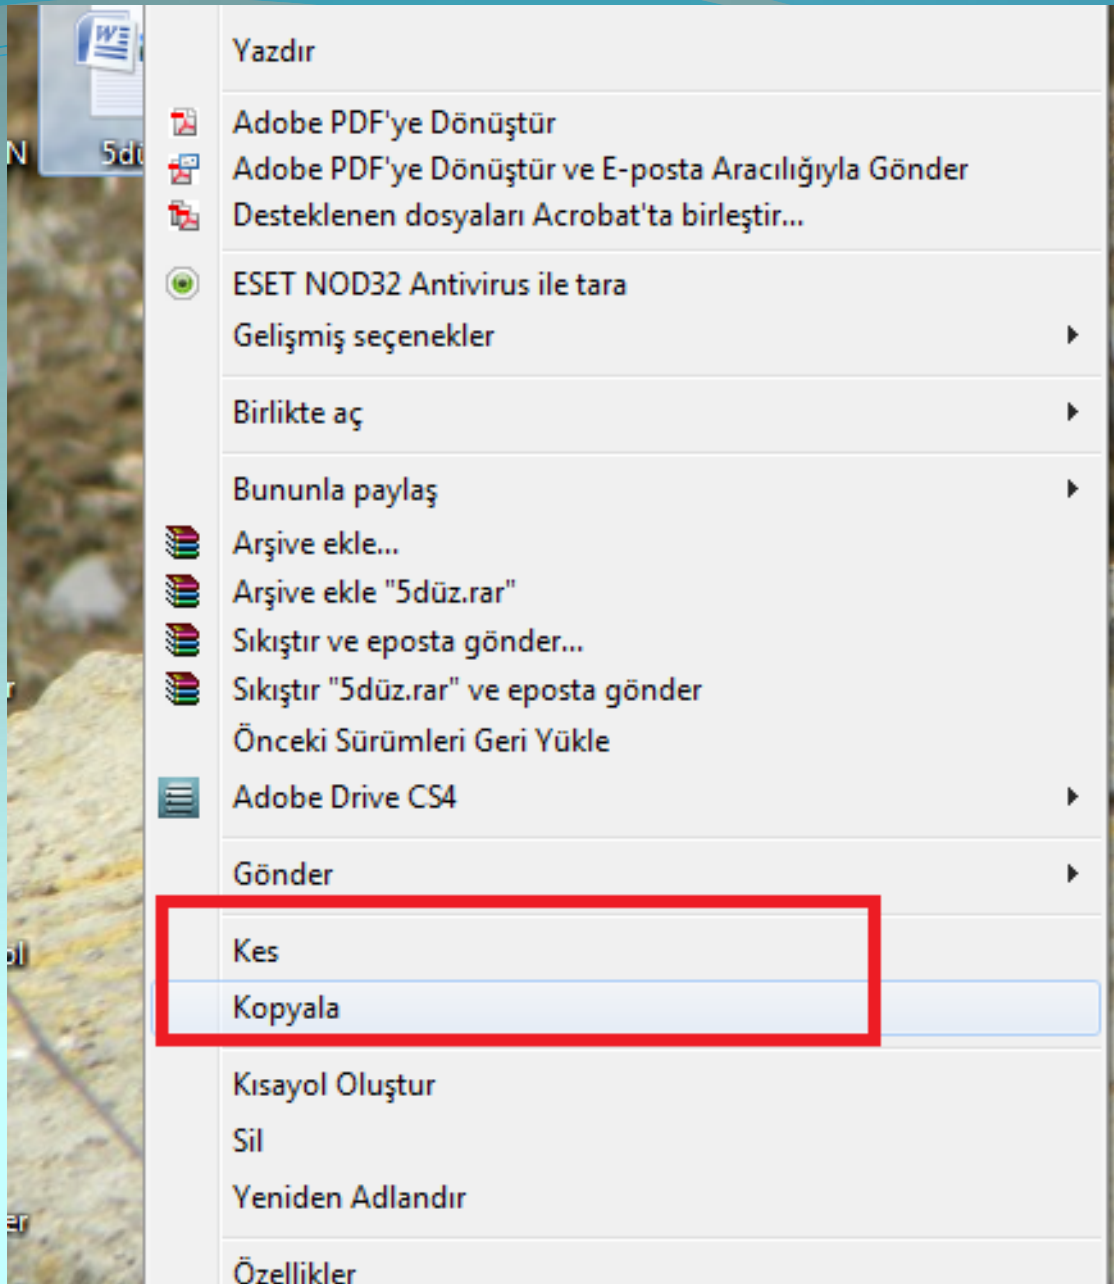 Yazdır
Adobe PDF'ye Dönüştür
N
5dü
Adobe PDF'ye Dönüştür ve E-posta Aracılığıyla Gönder
Desteklenen dosyaları Acrobat'ta birleştir...
ESET NOD32 Antivirus ile tara
Gelişmiş seçenekler
Birlikte aç
Bununla paylaş
Arşive ekle...
Arşive ekle "5düz.rar"
Sıkıştır ve eposta gönder...
Sıkıştır "5düz.rar" ve eposta gönder
Önceki Sürümleri Geri Yükle
Adobe Drive CS4
Gönder
Kes
Kopyala
Kısayol Oluştur
Sil
Yeniden Adlandır
er
Özellikler